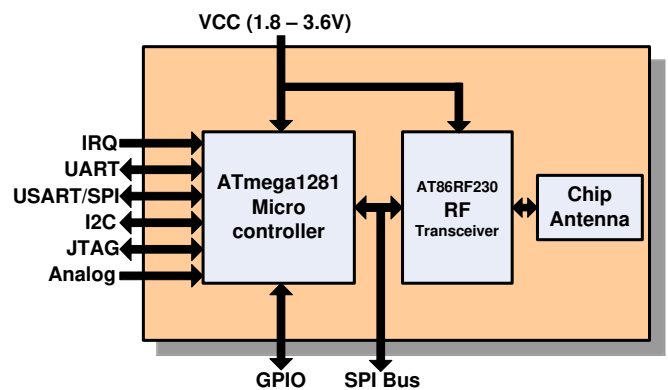 VCC (1.8 – 3.6V)
IRQ
UART
USART/SPI
I2C
JTAG
Analog
ATmega1281
Micro
controller
AT86RF230
RF
Transceiver
Chip
Antenna
GPIO
SPI Bus